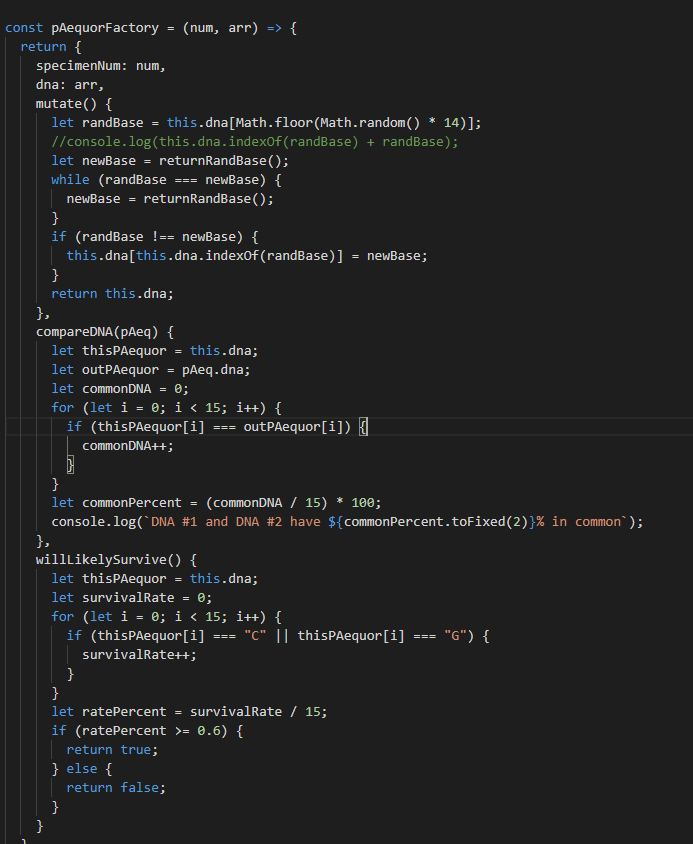 const pAequorFactory = (num, arr) => {
  return {
    specimenNum: num,
    dna: arr,
    mutate() {
      let randBase = this.dna[Math.floor(Math.random() * 14)];
      //console.log(this.dna.indexOf(randBase) + randBase);
      let newBase = returnRandBase();
      while (randBase === newBase) {
        newBase = returnRandBase();
      }
      if (randBase !== newBase) {
        this.dna[this.dna.indexOf(randBase)] = newBase;
      }
      return this.dna;
    },
    compareDNA(pAeq) {
      let thisPAequor = this.dna;
      let outPAequor = pAeq.dna;
      let commonDNA = 0;
      for (let i = 0; i < 15; i++) {
        if (thisPAequor[i] === outPAequor[i]) {
          commonDNA++;
        }
      }
      let commonPercent = (commonDNA / 15) * 100;
      console.log(`DNA #1 and DNA #2 have ${commonPercent.toFixed(2)}% in common`);
    },
    willLikelySurvive() {
      let thisPAequor = this.dna;
      let survivalRate = 0;
      for (let i = 0; i < 15; i++) {
        if (thisPAequor[i] === "C" || thisPAequor[i] === "G") {
          survivalRate++;
        }
      }
      let ratePercent = survivalRate / 15;
      if (ratePercent >= 0.6) {
        return true;
      } else {
        return false;
      }
    }
  }